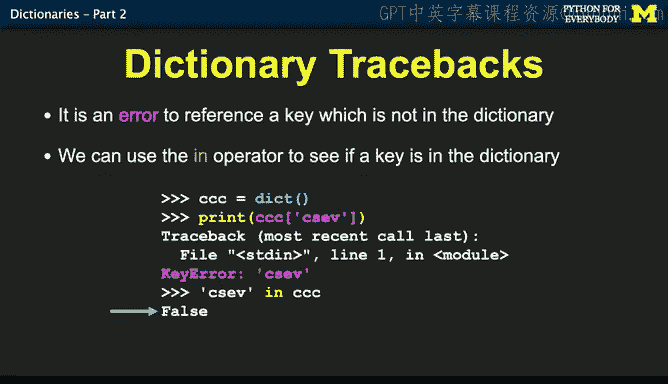 Dictionaries – Part 2
GPT中英字幕课程资源
PYTHON FOR EVERYBODY
M
Dictionary Tracebacks
• It is an error to reference a key which is not in the dictionary
• We can use the in operator to see if a key is in the dictionary
>>> ccc = dict()
>>> print(ccc['csev'])
Traceback (most recent call last):
  File "<stdin>", line 1, in <module>
KeyError: 'csev'
>>> 'csev' in ccc
False